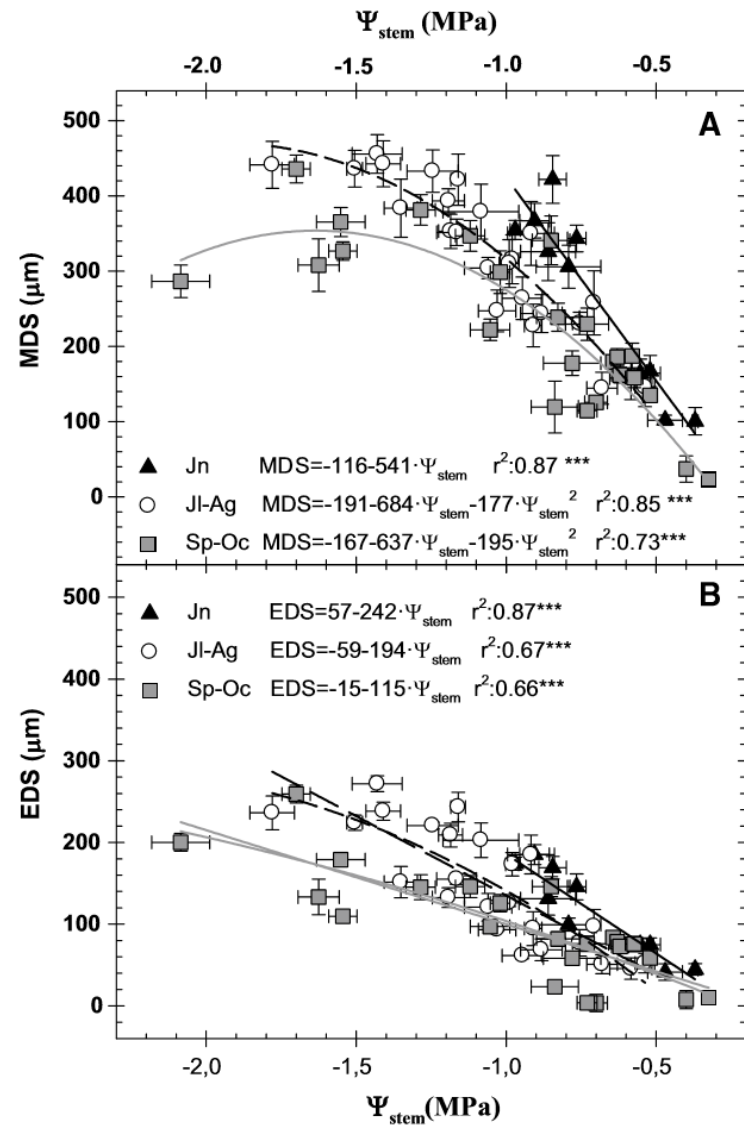 Ψstem (MPa)
-2.0 -1.5 -1.0 -0.5
A
500
400
300
200
100
0
MDS (μm)
Jn MDS=-116-541·Ψstem r²:0.87 ***
Jl-Ag MDS=-191-684·Ψstem-177·Ψstem² r²:0.85 ***
Sp-Oc MDS=-167-637·Ψstem-195·Ψstem² r²:0.73***
B
500
400
300
200
100
0
EDS (μm)
Jn EDS=57-242·Ψstem r²:0.87***
Jl-Ag EDS=-59-194·Ψstem r²:0.67***
Sp-Oc EDS=-15-115·Ψstem r²:0.66***
-2,0 -1,5 -1,0 -0,5
Ψstem(MPa)